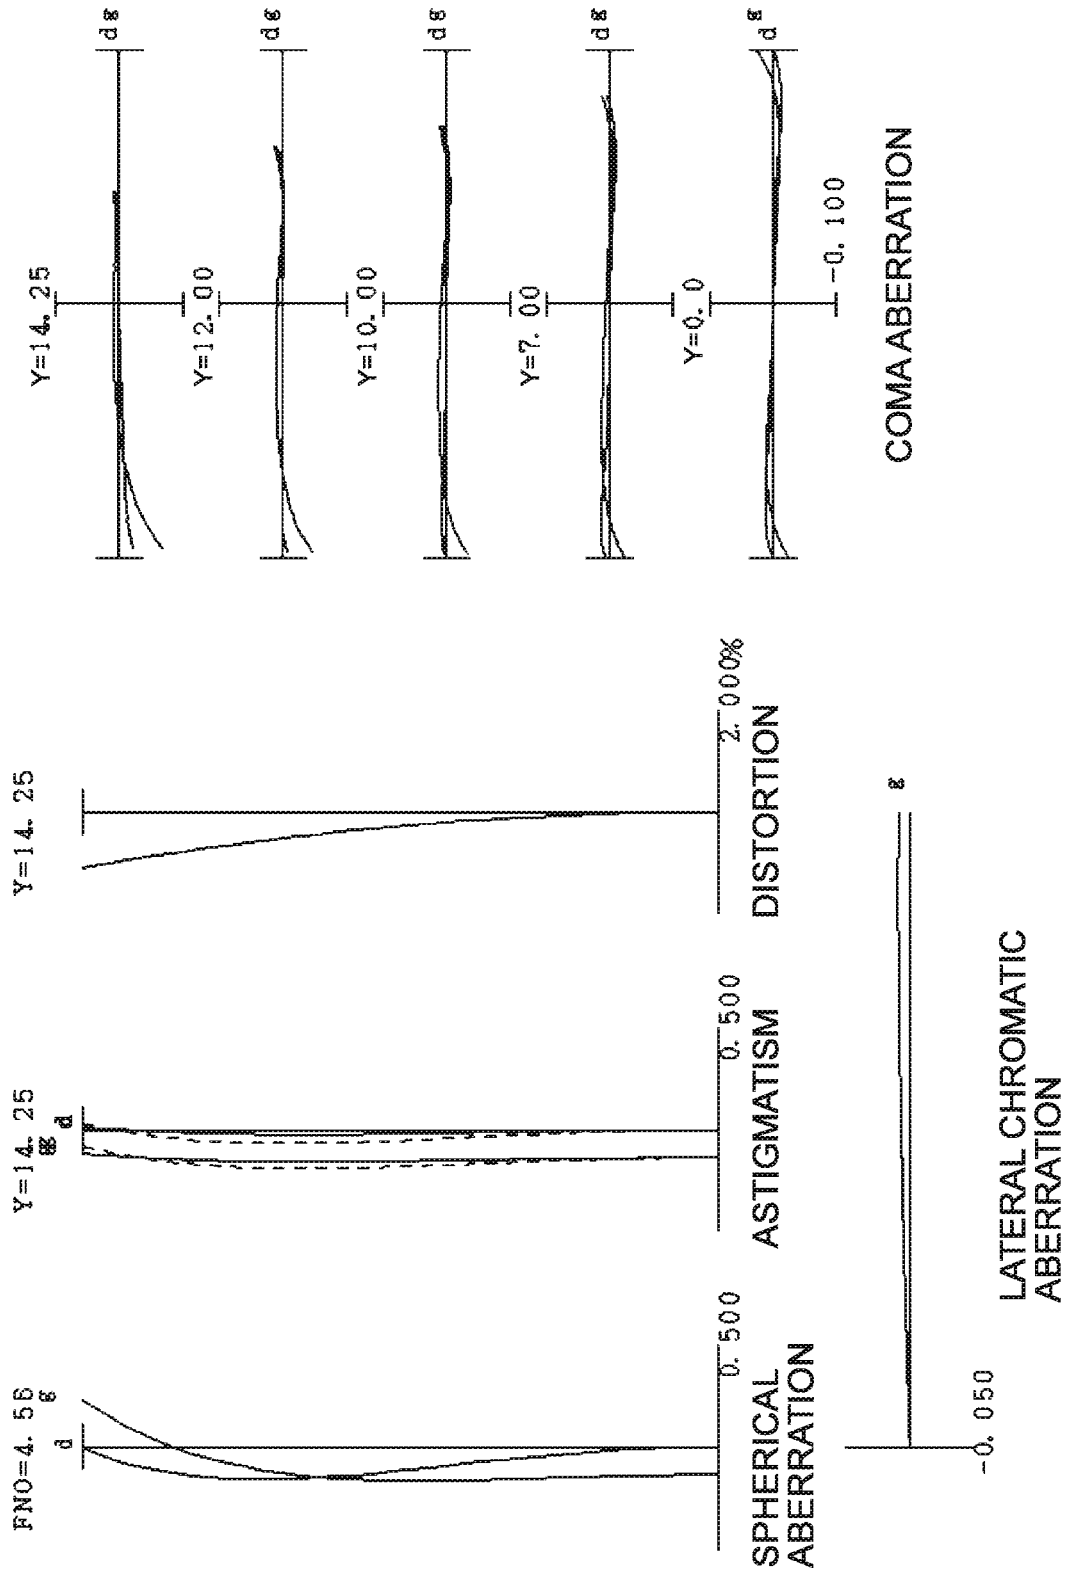 FNO=4. 56
d
g
0. 500
SPHERICAL
ABERRATION
Y=14. 25
g
d
0. 500
ASTIGMATISM
Y=14. 25
2. 000%
DISTORTION
g
-0. 050
LATERAL CHROMATIC
ABERRATION
Y=14. 25
d g
Y=12. 00
d g
Y=10. 00
d g
Y=7. 00
d g
Y=0. 0
d g
-0. 100
COMA ABERRATION